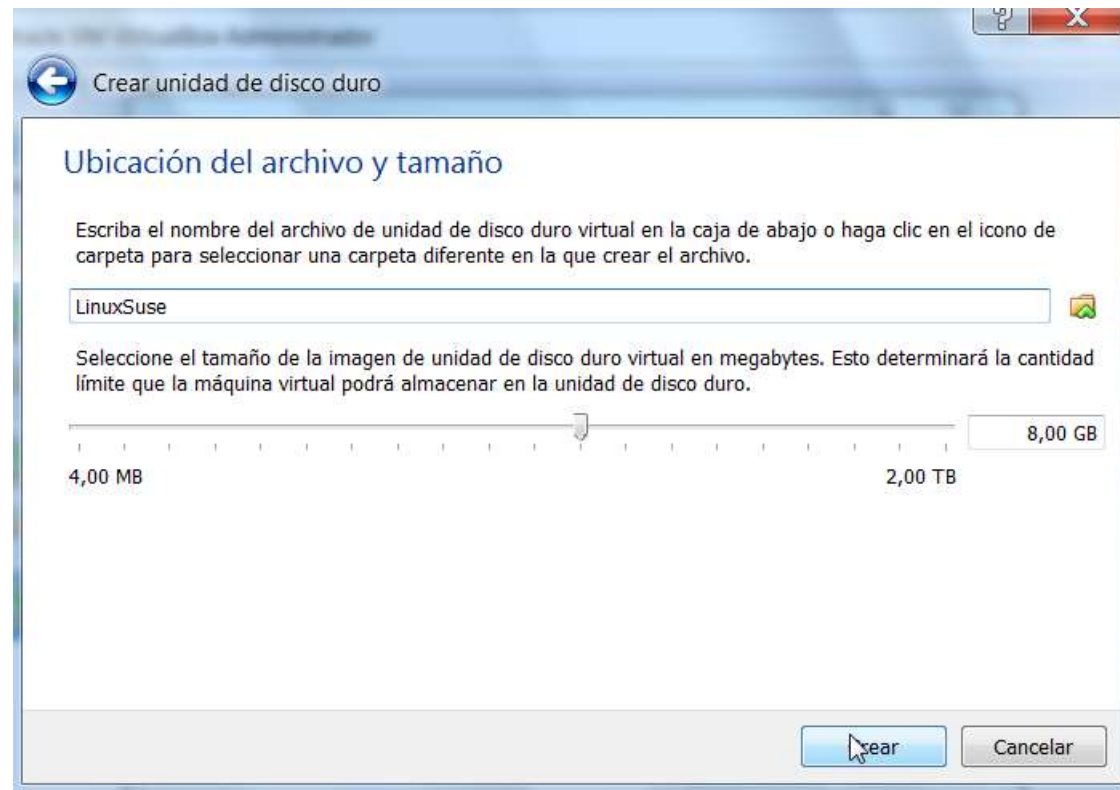 Crear unidad de disco duro
Ubicación del archivo y tamaño
Escriba el nombre del archivo de unidad de disco duro virtual en la caja de abajo o haga clic en el icono de
carpeta para seleccionar una carpeta diferente en la que crear el archivo.
LinuxSuse
Seleccione el tamaño de la imagen de unidad de disco duro virtual en megabytes. Esto determinará la cantidad
límite que la máquina virtual podrá almacenar en la unidad de disco duro.
8,00 GB
4,00 MB 2,00 TB
Crear Cancelar